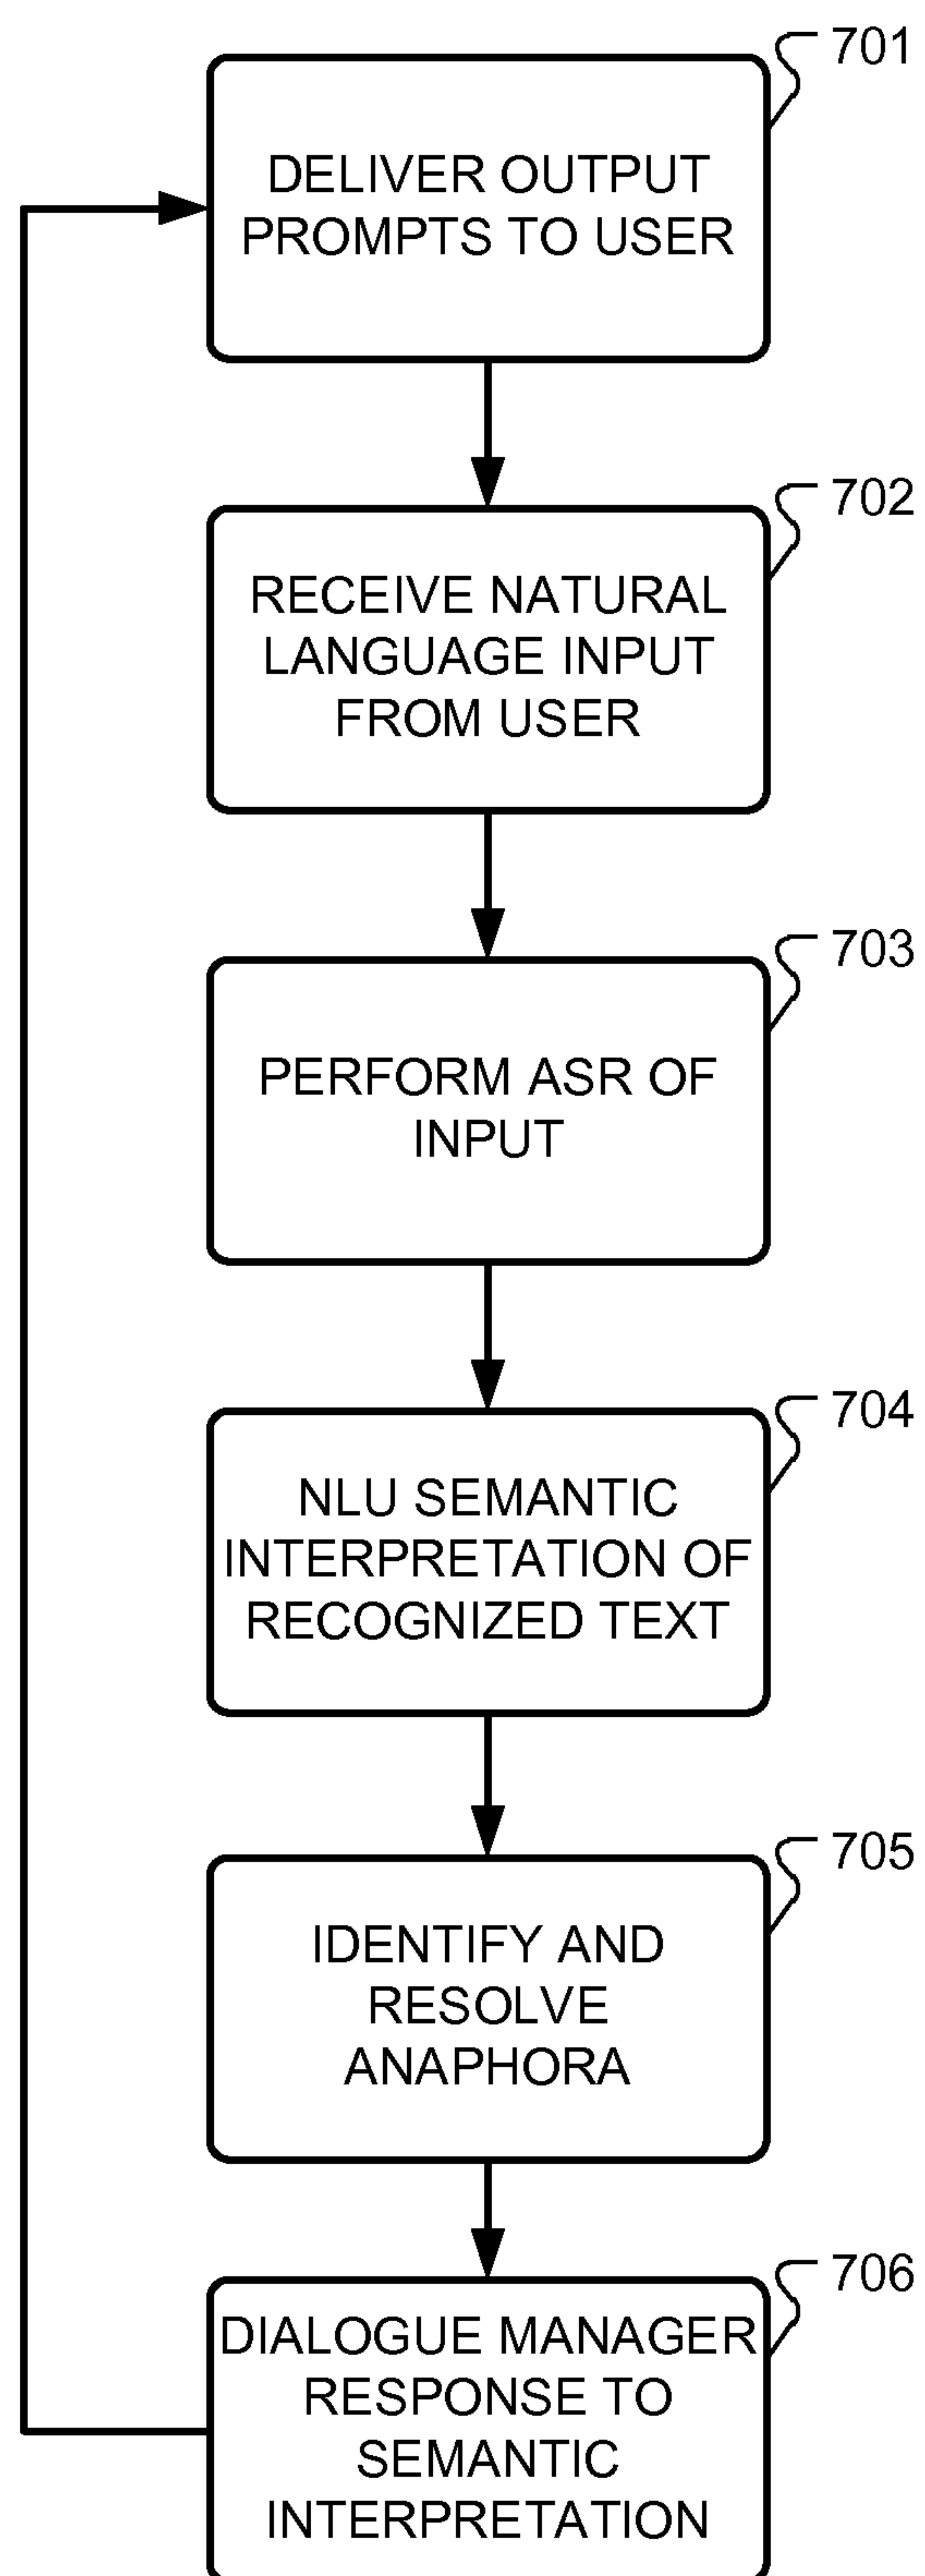 701
DELIVER OUTPUT
PROMPTS TO USER
702
RECEIVE NATURAL
LANGUAGE INPUT
FROM USER
703
PERFORM ASR OF
INPUT
704
NLU SEMANTIC
INTERPRETATION OF
RECOGNIZED TEXT
705
IDENTIFY AND
RESOLVE
ANAPHORA
706
DIALOGUE MANAGER
RESPONSE TO
SEMANTIC
INTERPRETATION